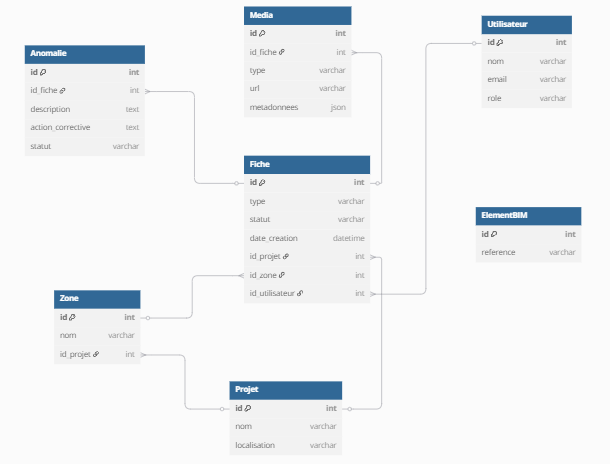 Media
id int
id_fiche int
type varchar
url varchar
metadonnees json
Utilisateur
id int
nom varchar
email varchar
role varchar
Anomalie
id int
id_fiche int
description text
action_corrective text
statut varchar
Fiche
id int
type varchar
statut varchar
date_creation datetime
id_projet int
id_zone int
id_utilisateur int
ElementBIM
id int
reference varchar
Zone
id int
nom varchar
id_projet int
Projet
id int
nom varchar
localisation varchar